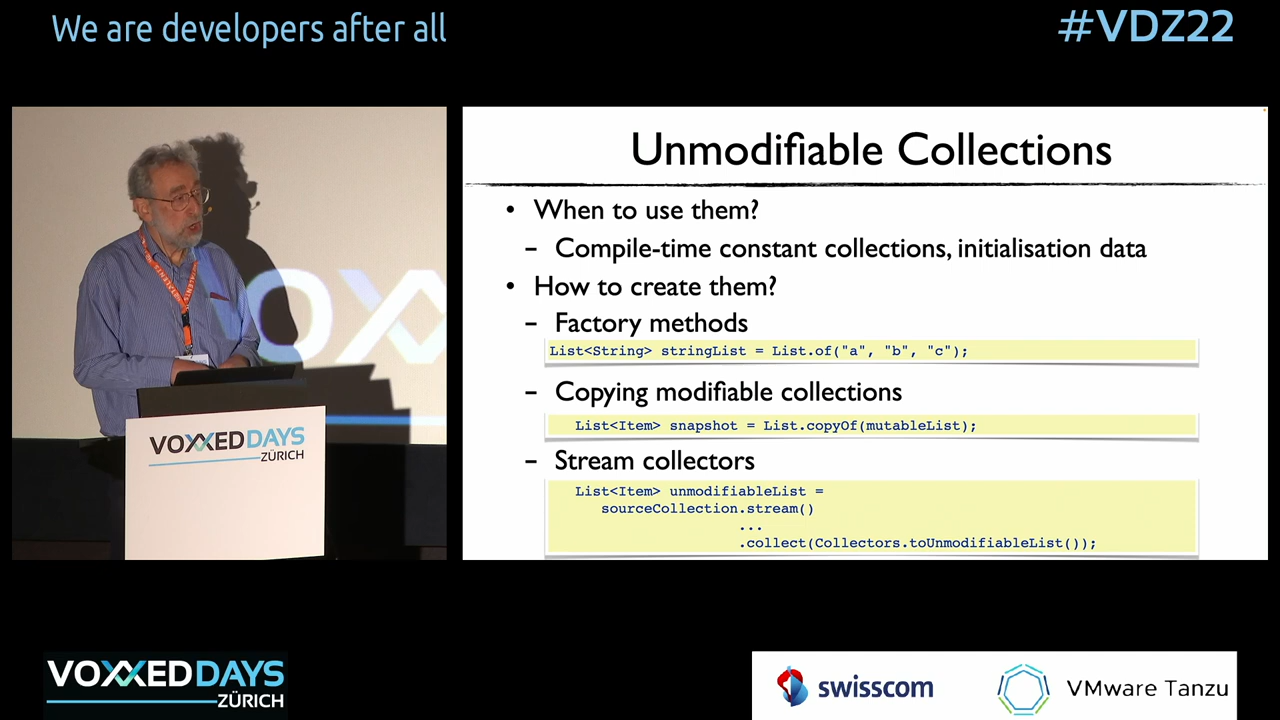 We are developers after all
#VDZ22
Unmodifiable Collections
• When to use them?
– Compile-time constant collections, initialisation data
• How to create them?
– Factory methods
List<String> stringList = List.of("a", "b", "c");
– Copying modifiable collections
List<Item> snapshot = List.copyOf(mutableList);
– Stream collectors
List<Item> unmodifiableList =
sourceCollection.stream()
...
.collect(Collectors.toUnmodifiableList());
VOXXED DAYS
ZÜRICH
VOXXED DAYS
ZÜRICH
swisscom
VMware Tanzu